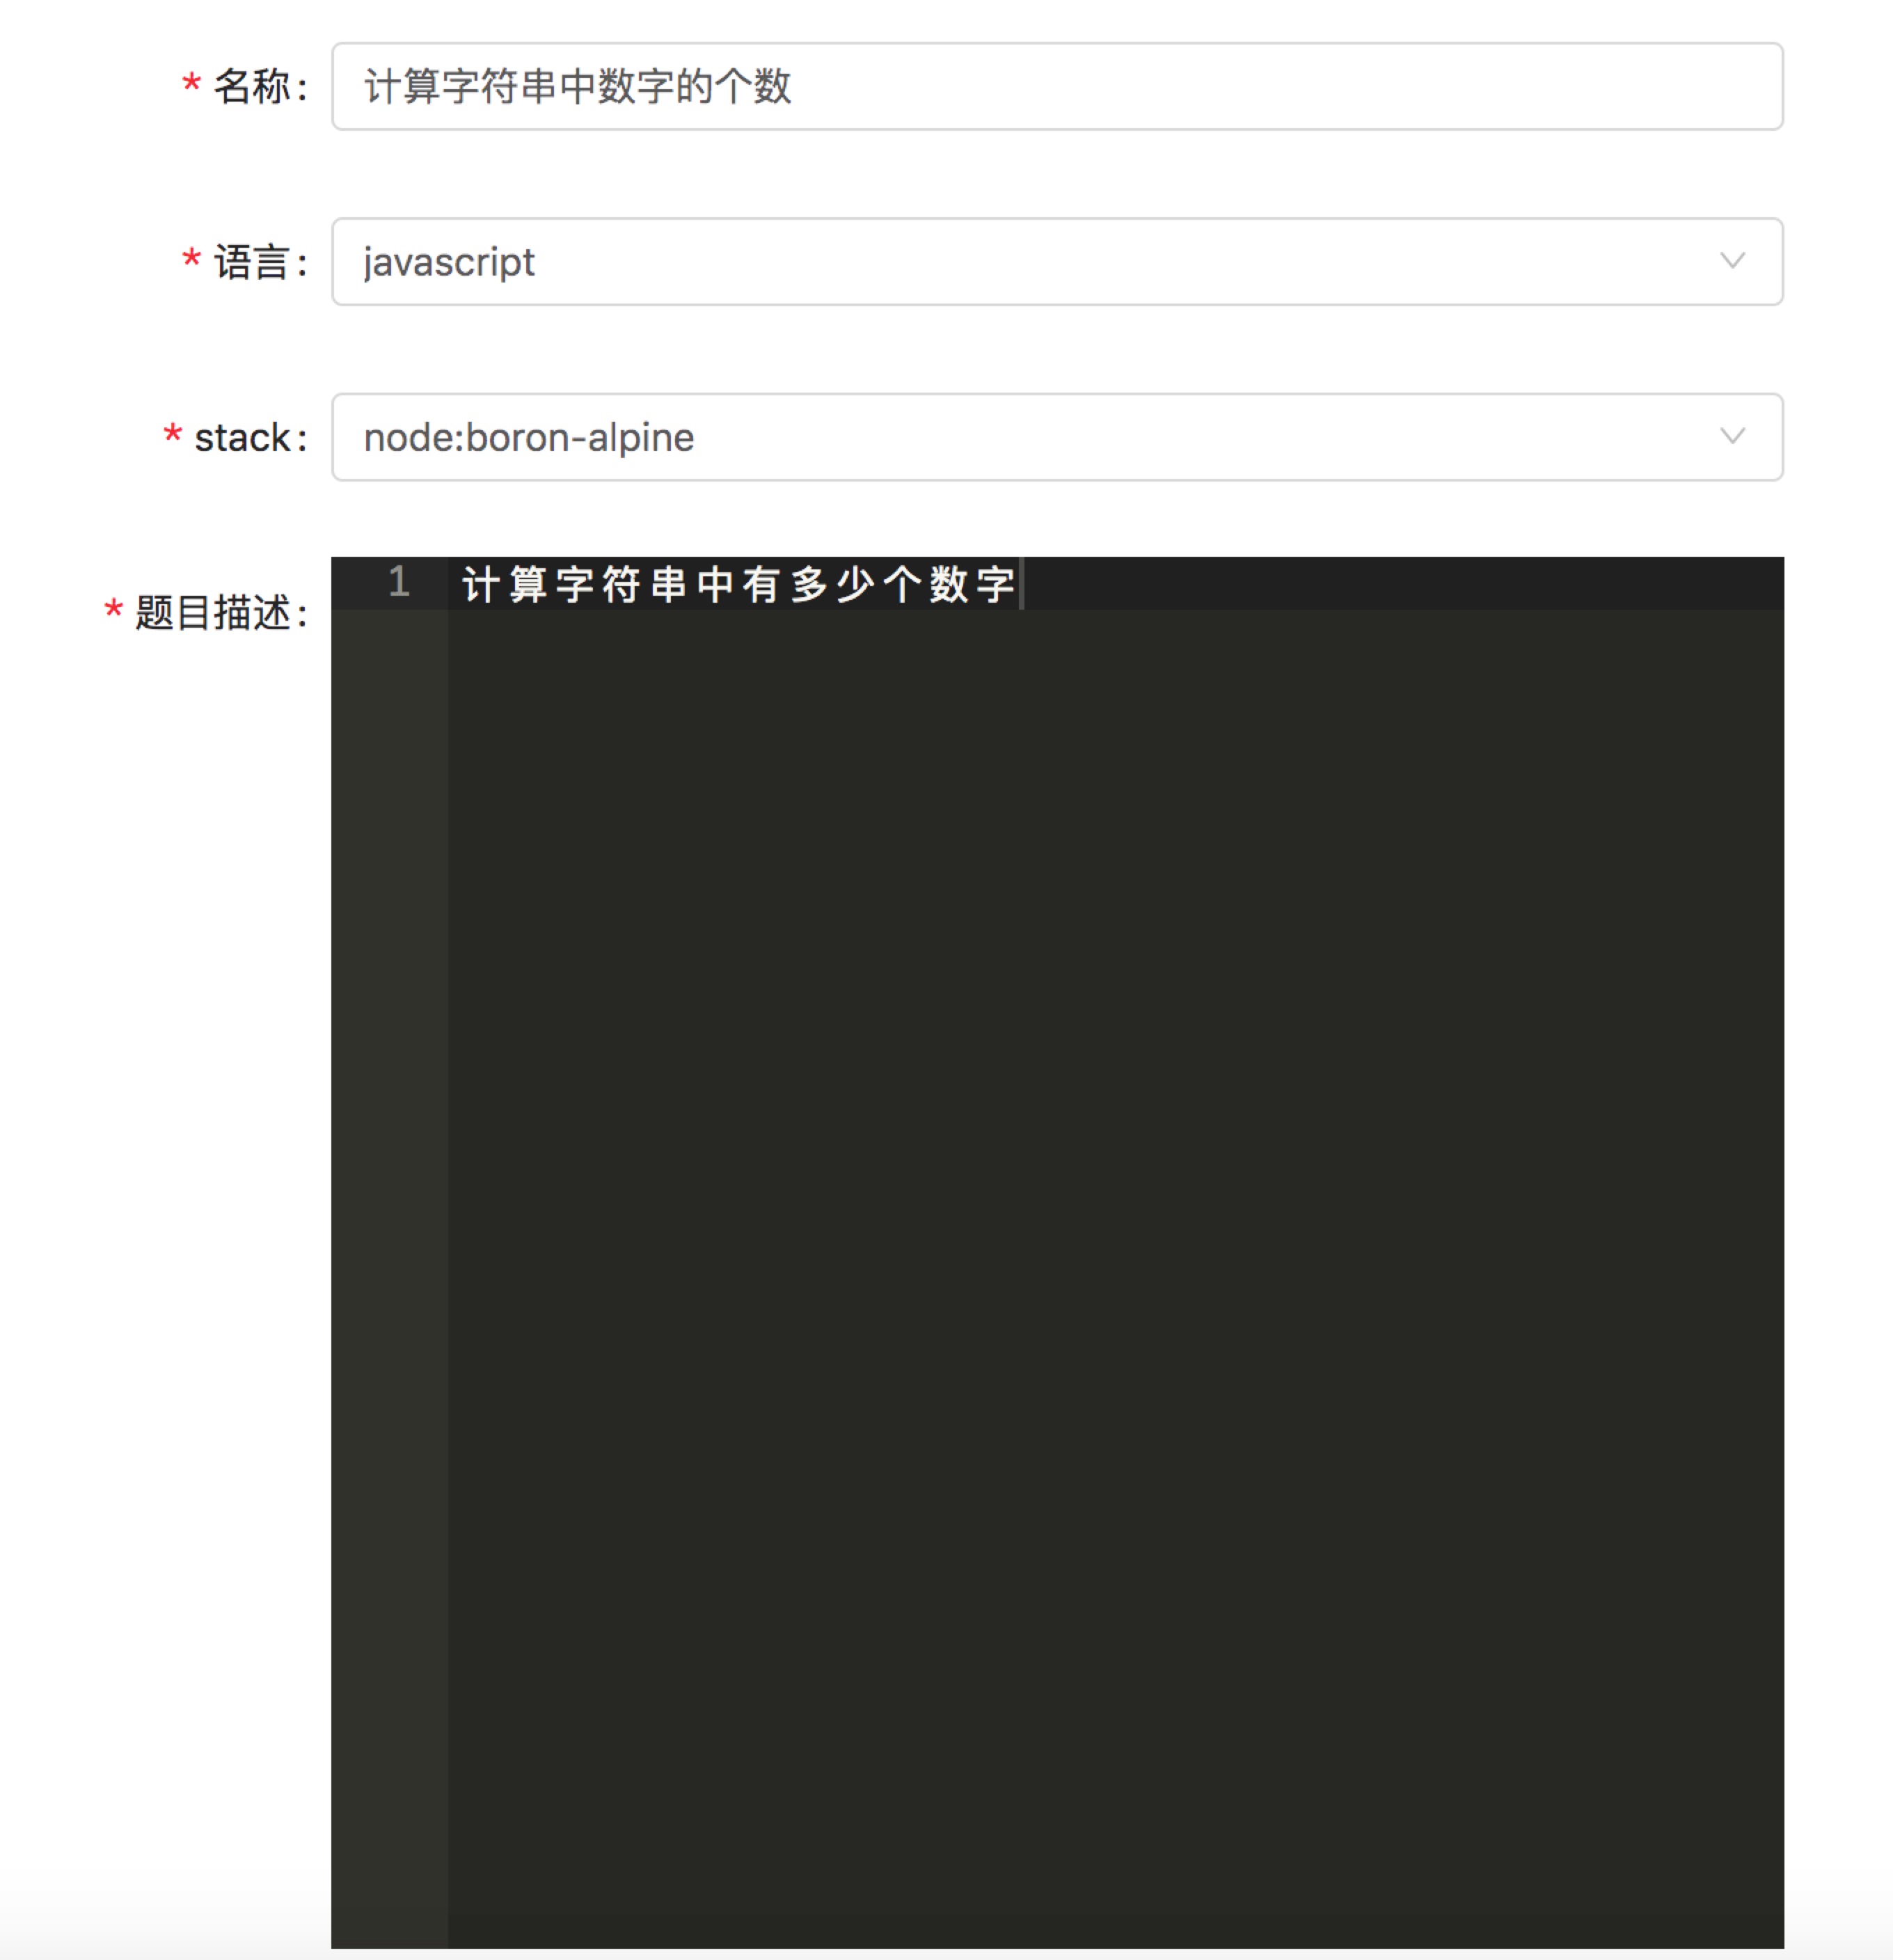 * 名称:
计算字符串中数字的个数
* 语言:
javascript
* stack:
node:boron-alpine
* 题目描述:
1 计算字符串中有多少个数字